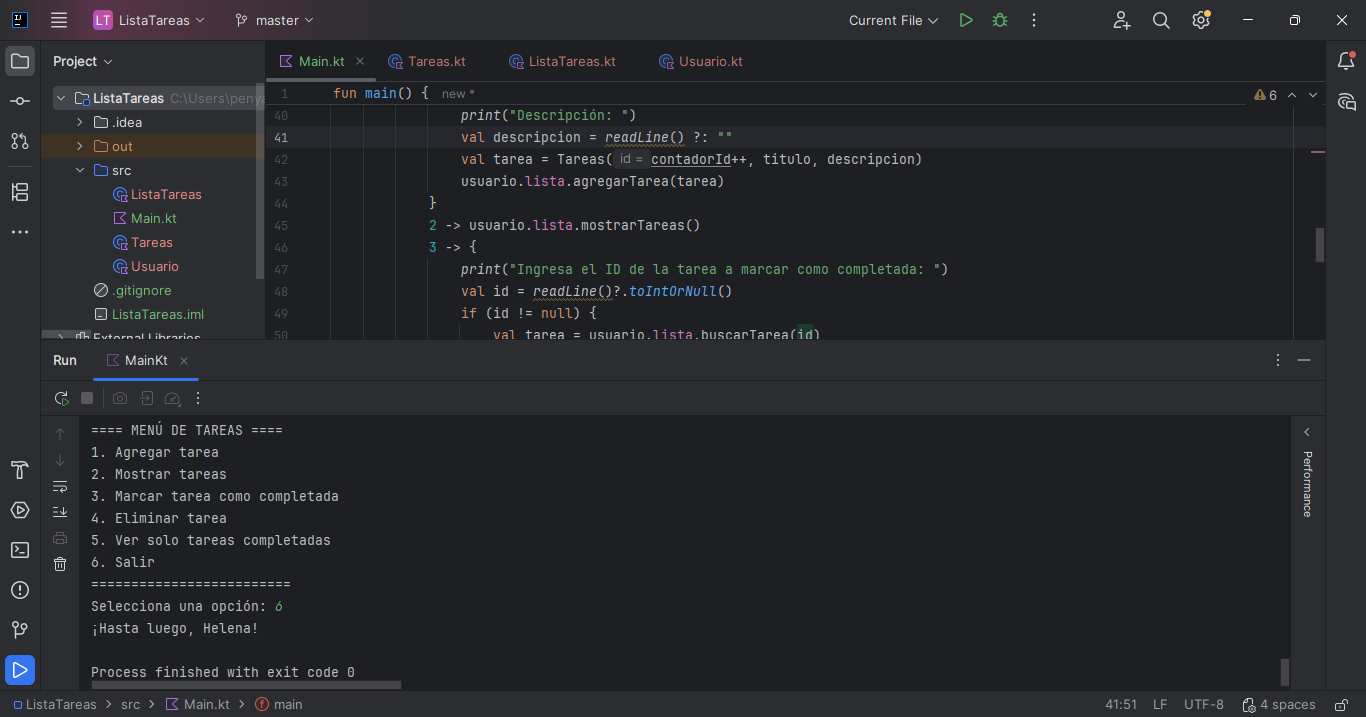 LT ListaTareas master Current File
Project
Main.kt Tareas.kt ListaTareas.kt Usuario.kt
ListaTareas C:\Users\penya
.idea
out
src
ListaTareas
Main.kt
Tareas
Usuario
.gitignore
ListaTareas.iml
External Libraries
1 fun main() { new * 6
40 print("Descripción: ")
41 val descripcion = readLine() ?: ""
42 val tarea = Tareas( id = contadorId++, titulo, descripcion)
43 usuario.lista.agregarTarea(tarea)
44 }
45 2 -> usuario.lista.mostrarTareas()
46 3 -> {
47 print("Ingresa el ID de la tarea a marcar como completada: ")
48 val id = readLine()?.toIntOrNull()
49 if (id != null) {
50 val tarea = usuario.lista.buscarTarea(id)
Run MainKt
==== MENÚ DE TAREAS ====
1. Agregar tarea
2. Mostrar tareas
3. Marcar tarea como completada
4. Eliminar tarea
5. Ver solo tareas completadas
6. Salir
=========================
Selecciona una opción: 6
¡Hasta luego, Helena!
Process finished with exit code 0
Performance
ListaTareas > src > Main.kt > main 41:51 LF UTF-8 4 spaces